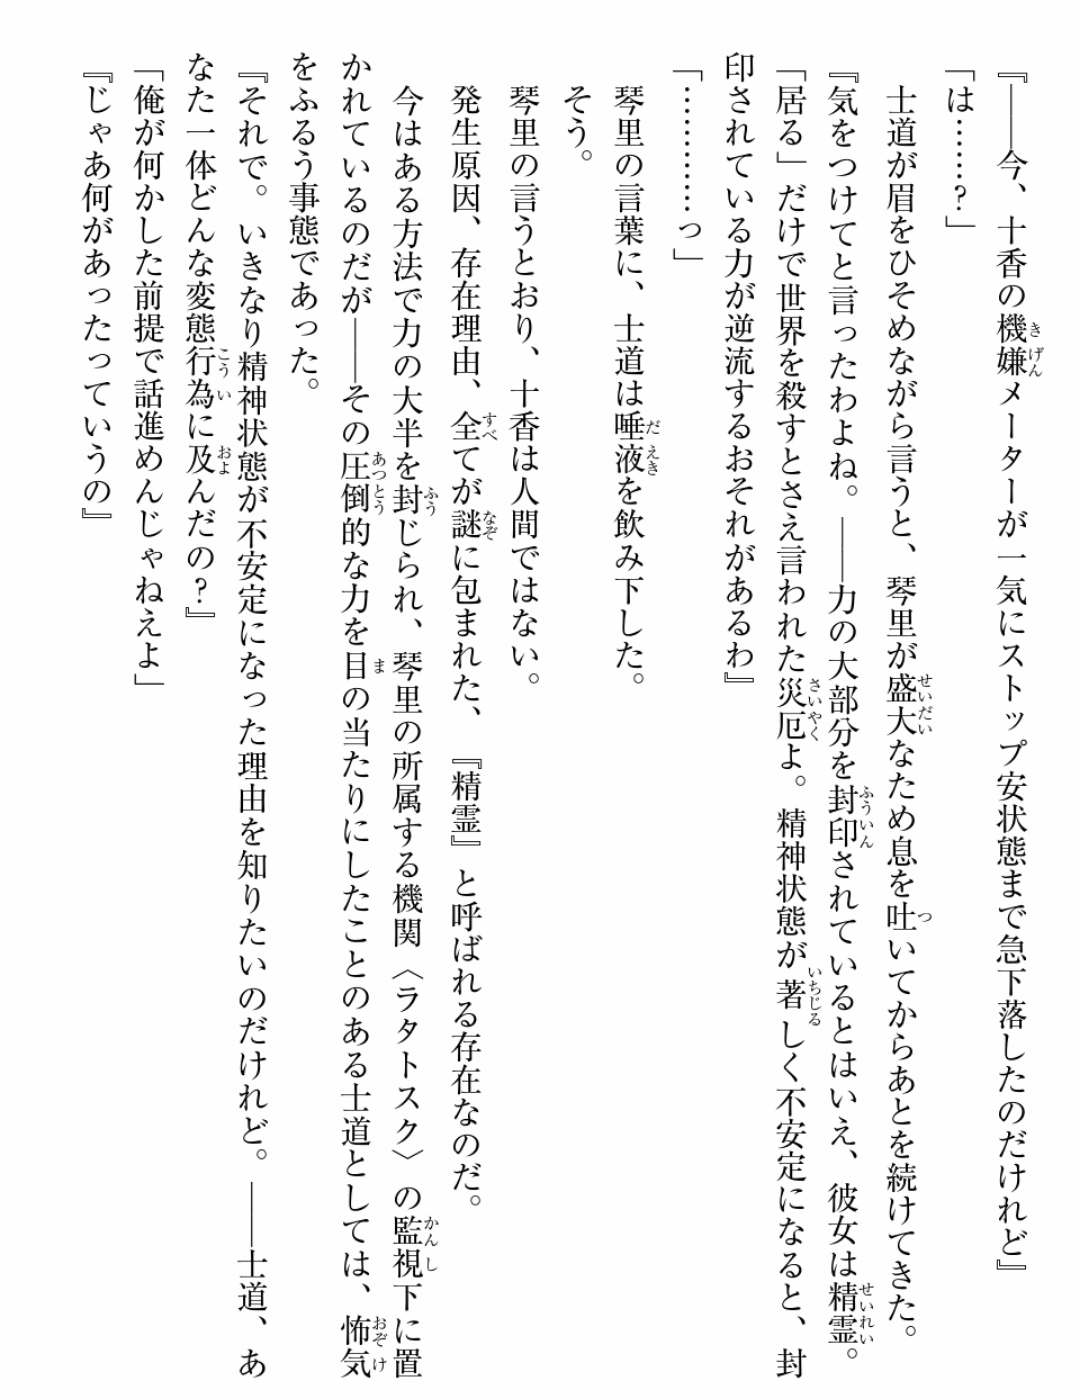 『――今、十香の機嫌メーターが一気にストップ安状態まで急下落したのだけれど』
「は……？」
　士道が眉をひそめながら言うと、琴里が盛大なため息を吐いてからあとを続けてきた。
『気をつけてと言ったわよね。――力の大部分を封印されているとはいえ、彼女は精霊。
「居る」だけで世界を殺すとさえ言われた災厄よ。精神状態が著しく不安定になると、封
印されている力が逆流するおそれがあるわ』
「…………っ」
　琴里の言葉に、士道は唾液を飲み下した。
　そう。
　琴里の言うとおり、十香は人間ではない。
　発生原因、存在理由、全てが謎に包まれた、『精霊』と呼ばれる存在なのだ。
　今はある方法で力の大半を封じられ、琴里の所属する機関〈ラタトスク〉の監視下に置
かれているのだが――その圧倒的な力を目の当たりにしたことのある士道としては、怖気
をふるう事態であった。
『それで。いきなり精神状態が不安定になった理由を知りたいのだけれど。――士道、あ
なた一体どんな変態行為に及んだの？』
「俺が何かした前提で話進めんじゃねえよ」
『じゃあ何があったっていうの』